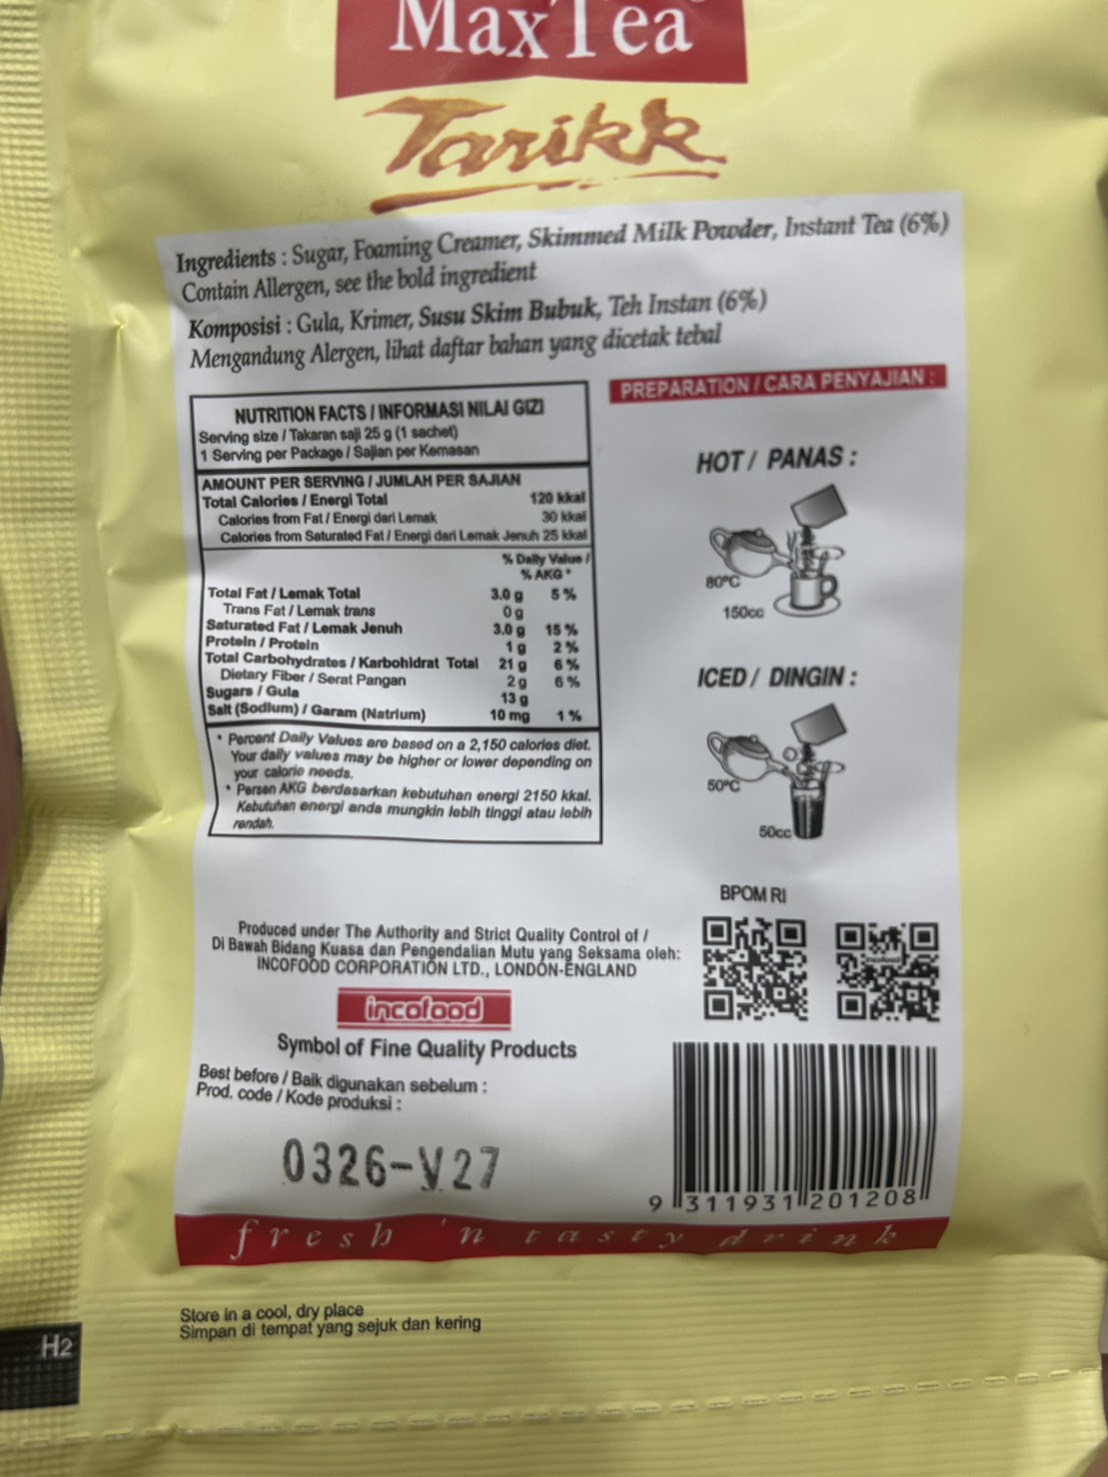 MaxTea
Tarikk
Ingredients : Sugar, Foaming Creamer, Skimmed Milk Powder, Instant Tea (6%)
Contain Allergen, see the bold ingredient
Komposisi : Gula, Krimer, Susu Skim Bubuk, Teh Instan (6%)
Mengandung Alergen, lihat daftar bahan yang dicetak tebal
NUTRITION FACTS / INFORMASI NILAI GIZI
Serving size / Takaran saji 25 g (1 sachet)
1 Serving per Package / Sajian per Kemasan
AMOUNT PER SERVING / JUMLAH PER SAJIAN
Total Calories / Energi Total 120 kkal
Calories from Fat / Energi dari Lemak 30 kkal
Calories from Saturated Fat / Energi dari Lemak Jenuh 25 kkal
% Daily Value /
% AKG *
Total Fat / Lemak Total 3.0 g 5 %
Trans Fat / Lemak trans 0 g
Saturated Fat / Lemak Jenuh 3.0 g 15 %
Protein / Protein 1 g 2 %
Total Carbohydrates / Karbohidrat Total 21 g 6 %
Dietary Fiber / Serat Pangan 2 g 6 %
Sugars / Gula 13 g
Salt (Sodium) / Garam (Natrium) 10 mg 1 %
* Percent Daily Values are based on a 2,150 calories diet.
Your daily values may be higher or lower depending on
your calorie needs.
* Persen AKG berdasarkan kebutuhan energi 2150 kkal.
Kebutuhan energi anda mungkin lebih tinggi atau lebih
rendah.
PREPARATION / CARA PENYAJIAN :
HOT / PANAS :
80°C
150cc
ICED / DINGIN :
50°C
50cc
BPOM RI
Produced under The Authority and Strict Quality Control of /
Di Bawah Bidang Kuasa dan Pengendalian Mutu yang Seksama oleh:
INCOFOOD CORPORATION LTD., LONDON-ENGLAND
incofood
Symbol of Fine Quality Products
Best before / Baik digunakan sebelum :
Prod. code / Kode produksi :
0326-V27
9 311931 201208
fresh 'n tasty drink
Store in a cool, dry place
Simpan di tempat yang sejuk dan kering
H2